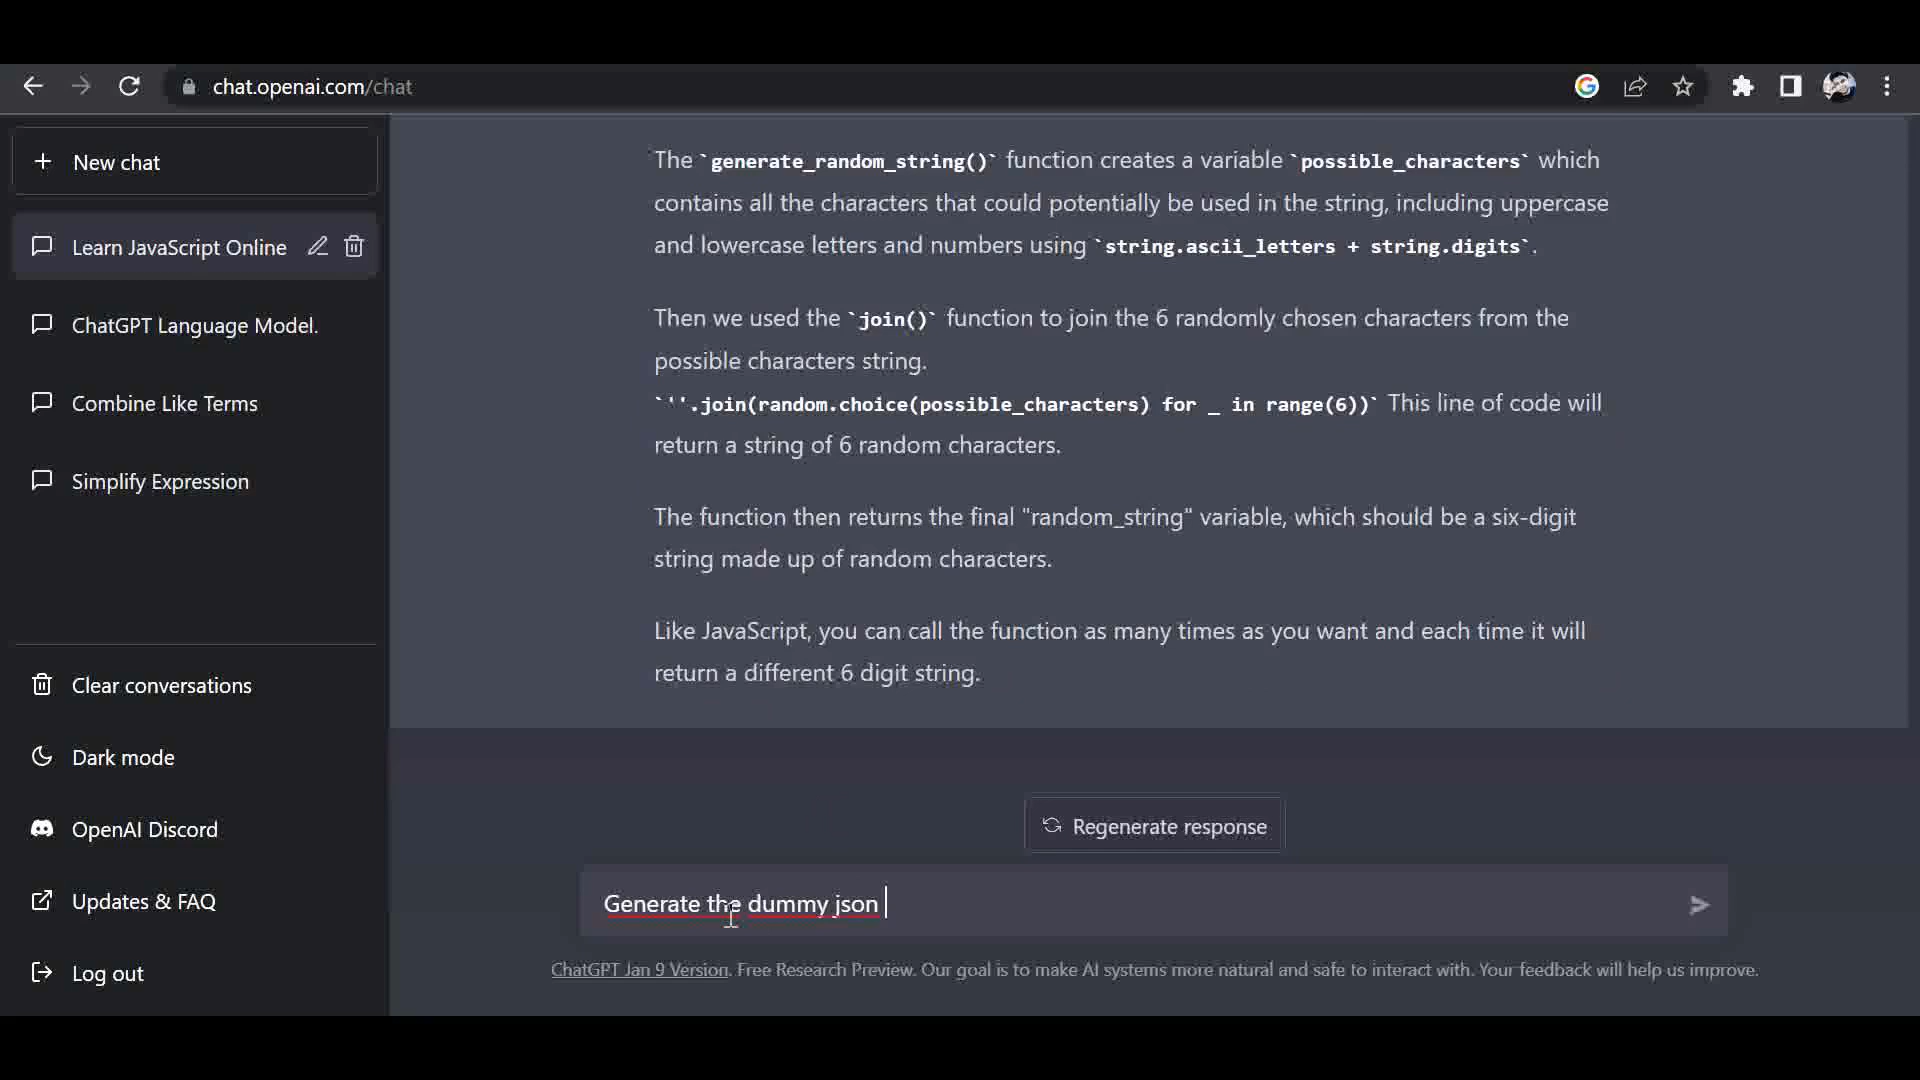 chat.openai.com/chat
New chat
Learn JavaScript Online
ChatGPT Language Model.
Combine Like Terms
Simplify Expression
Clear conversations
Dark mode
OpenAI Discord
Updates & FAQ
Log out
The `generate_random_string()` function creates a variable `possible_characters` which
contains all the characters that could potentially be used in the string, including uppercase
and lowercase letters and numbers using `string.ascii_letters + string.digits`.
Then we used the `join()` function to join the 6 randomly chosen characters from the
possible characters string.
`''.join(random.choice(possible_characters) for _ in range(6))` This line of code will
return a string of 6 random characters.
The function then returns the final "random_string" variable, which should be a six-digit
string made up of random characters.
Like JavaScript, you can call the function as many times as you want and each time it will
return a different 6 digit string.
Regenerate response
Generate the dummy json
ChatGPT Jan 9 Version. Free Research Preview. Our goal is to make AI systems more natural and safe to interact with. Your feedback will help us improve.